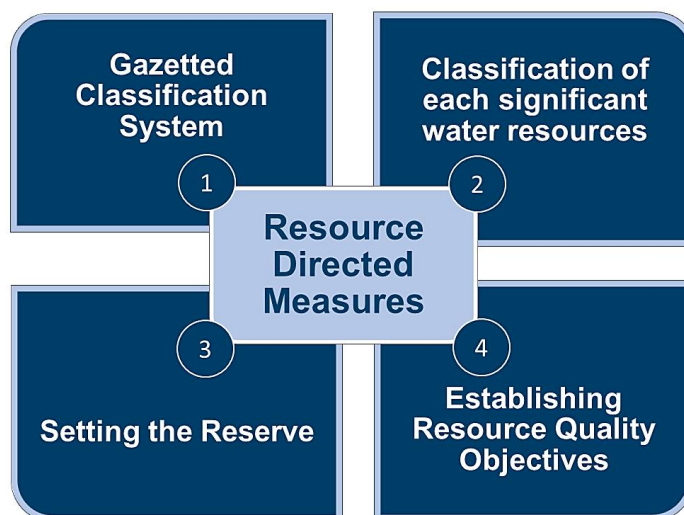 Gazetted
Classification
System
1
Classification of
each significant
water resources
2
Resource
Directed
Measures
3
Setting the Reserve
4
Establishing
Resource Quality
Objectives